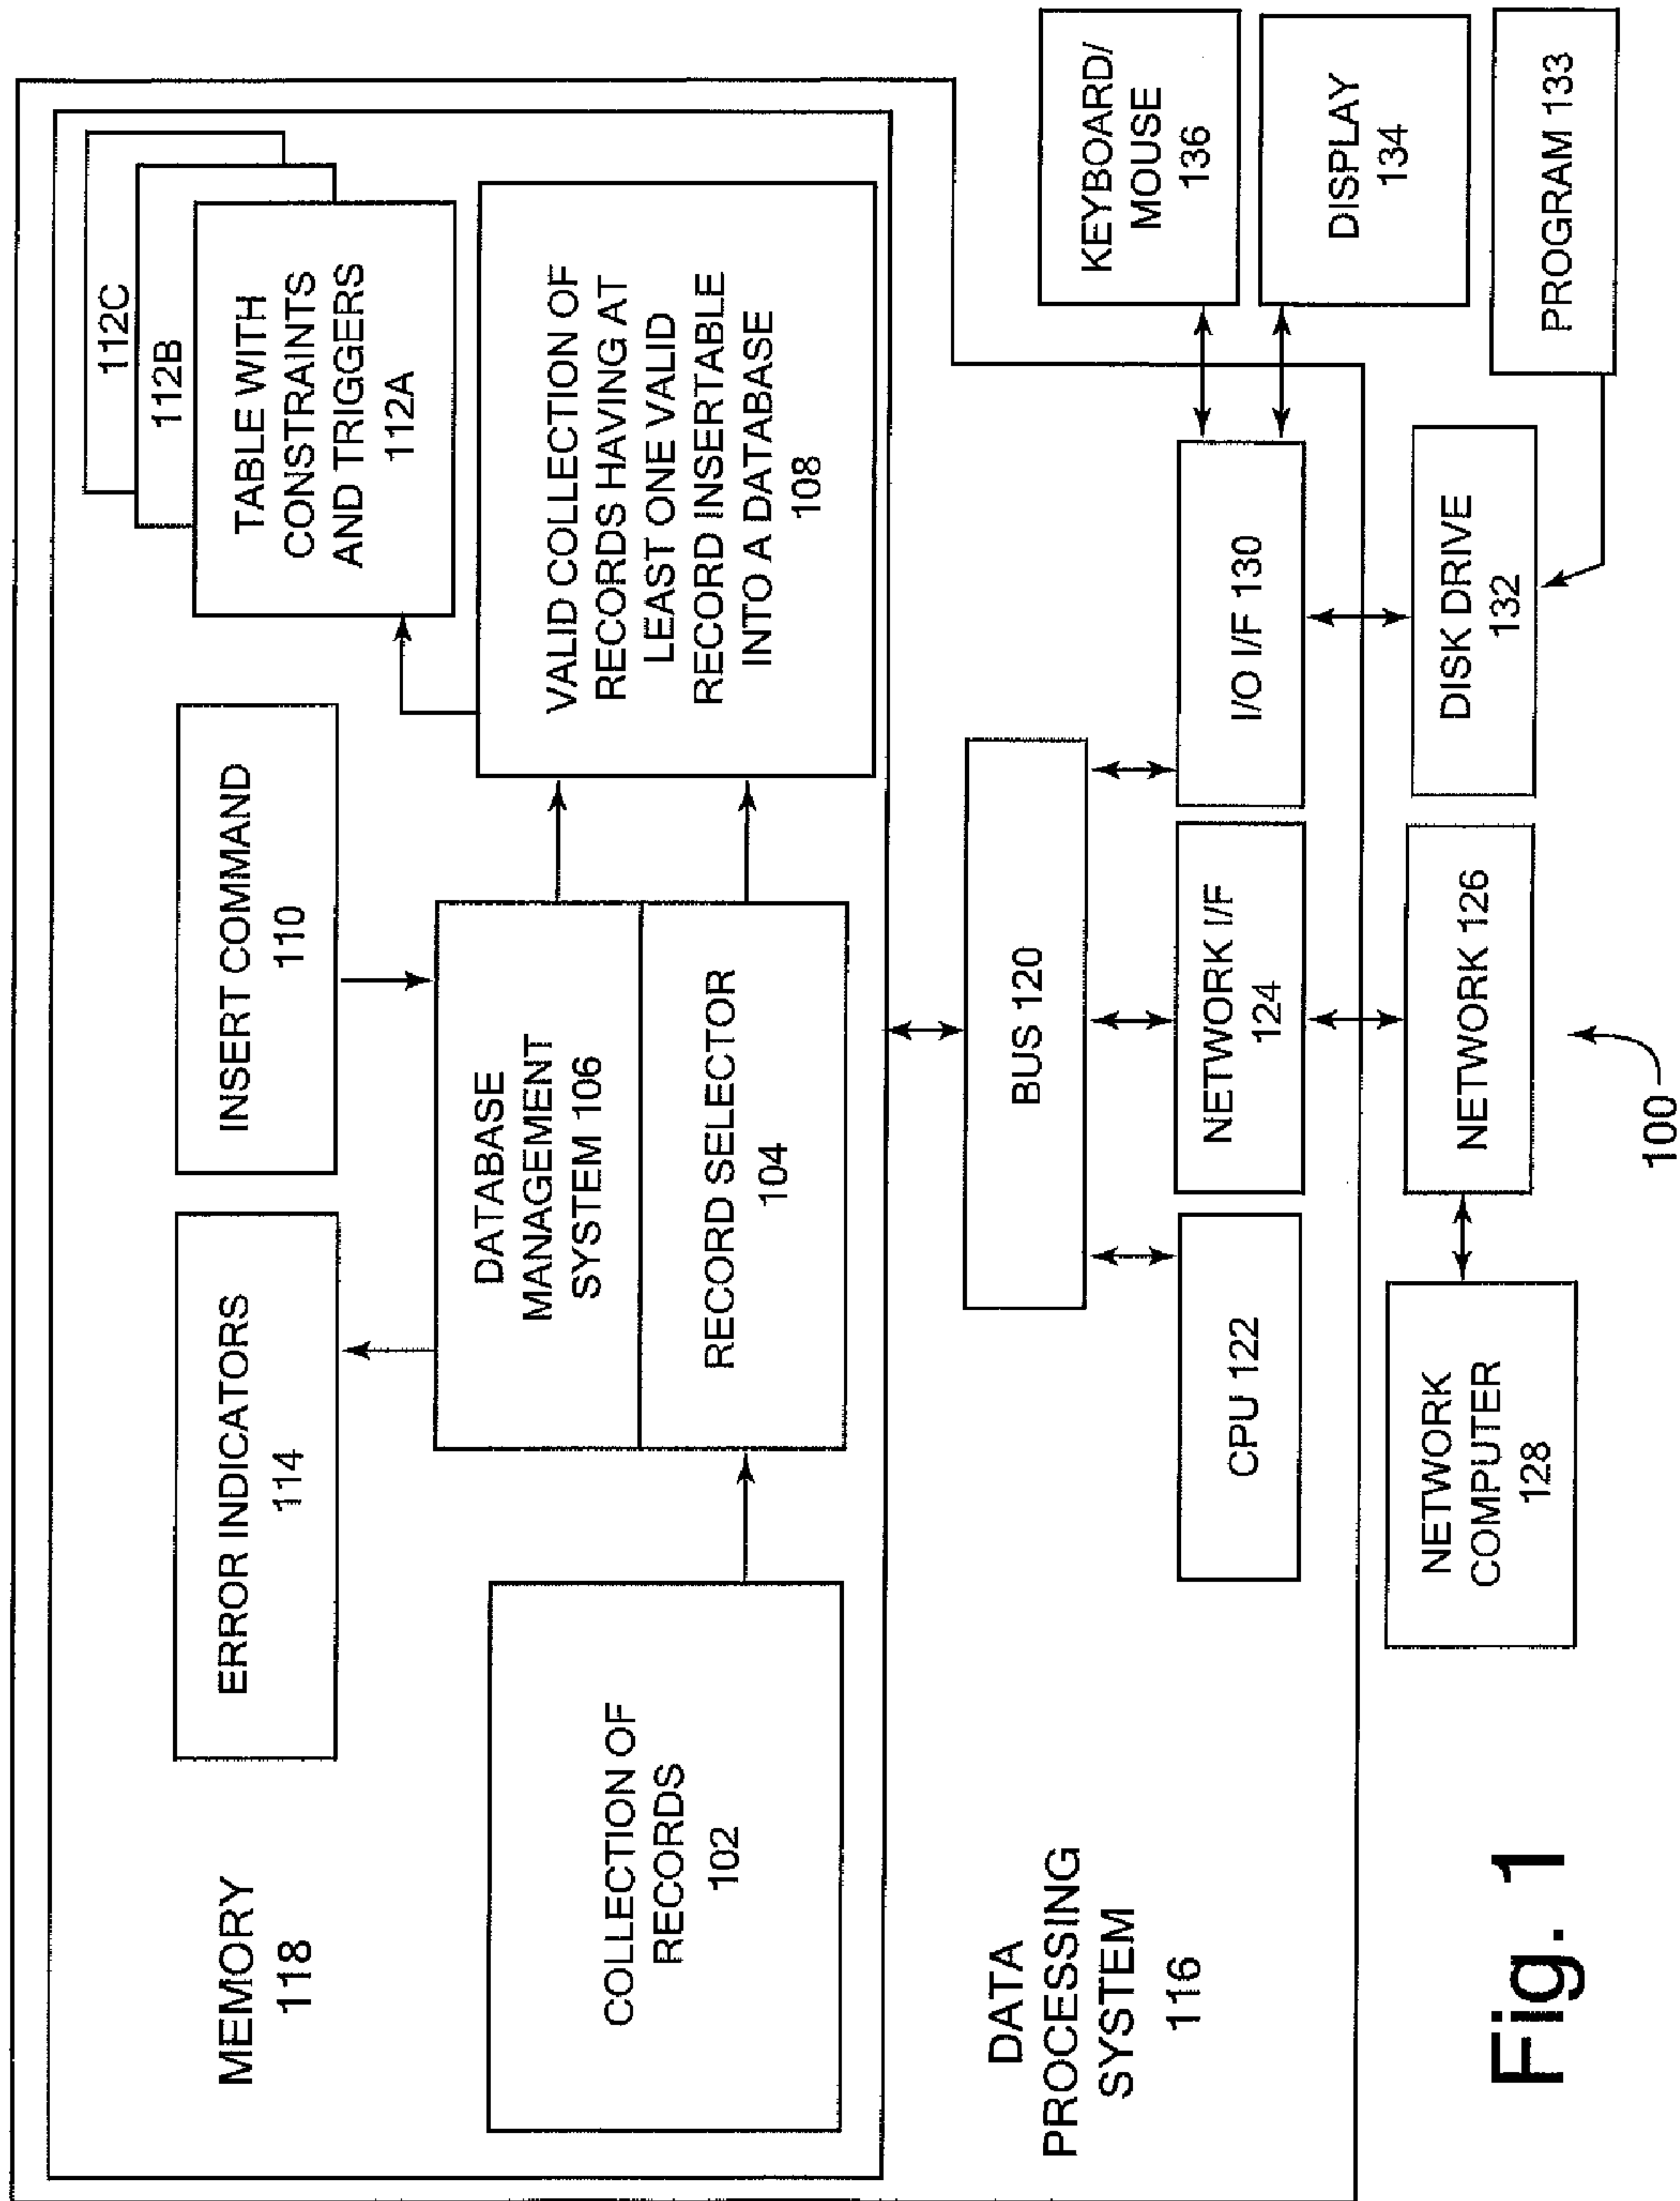 MEMORY
118
ERROR INDICATORS
114
INSERT COMMAND
110
112C
112B
TABLE WITH
CONSTRAINTS
AND TRIGGERS
112A
COLLECTION OF
RECORDS
102
DATABASE
MANAGEMENT
SYSTEM 106
RECORD SELECTOR
104
VALID COLLECTION OF
RECORDS HAVING AT
LEAST ONE VALID
RECORD INSERTABLE
INTO A DATABASE
108
DATA
PROCESSING
SYSTEM
116
BUS 120
CPU 122
NETWORK I/F
124
I/O I/F 130
KEYBOARD/
MOUSE
136
DISPLAY
134
NETWORK
COMPUTER
128
NETWORK 126
DISK DRIVE
132
PROGRAM 133
100
Fig. 1